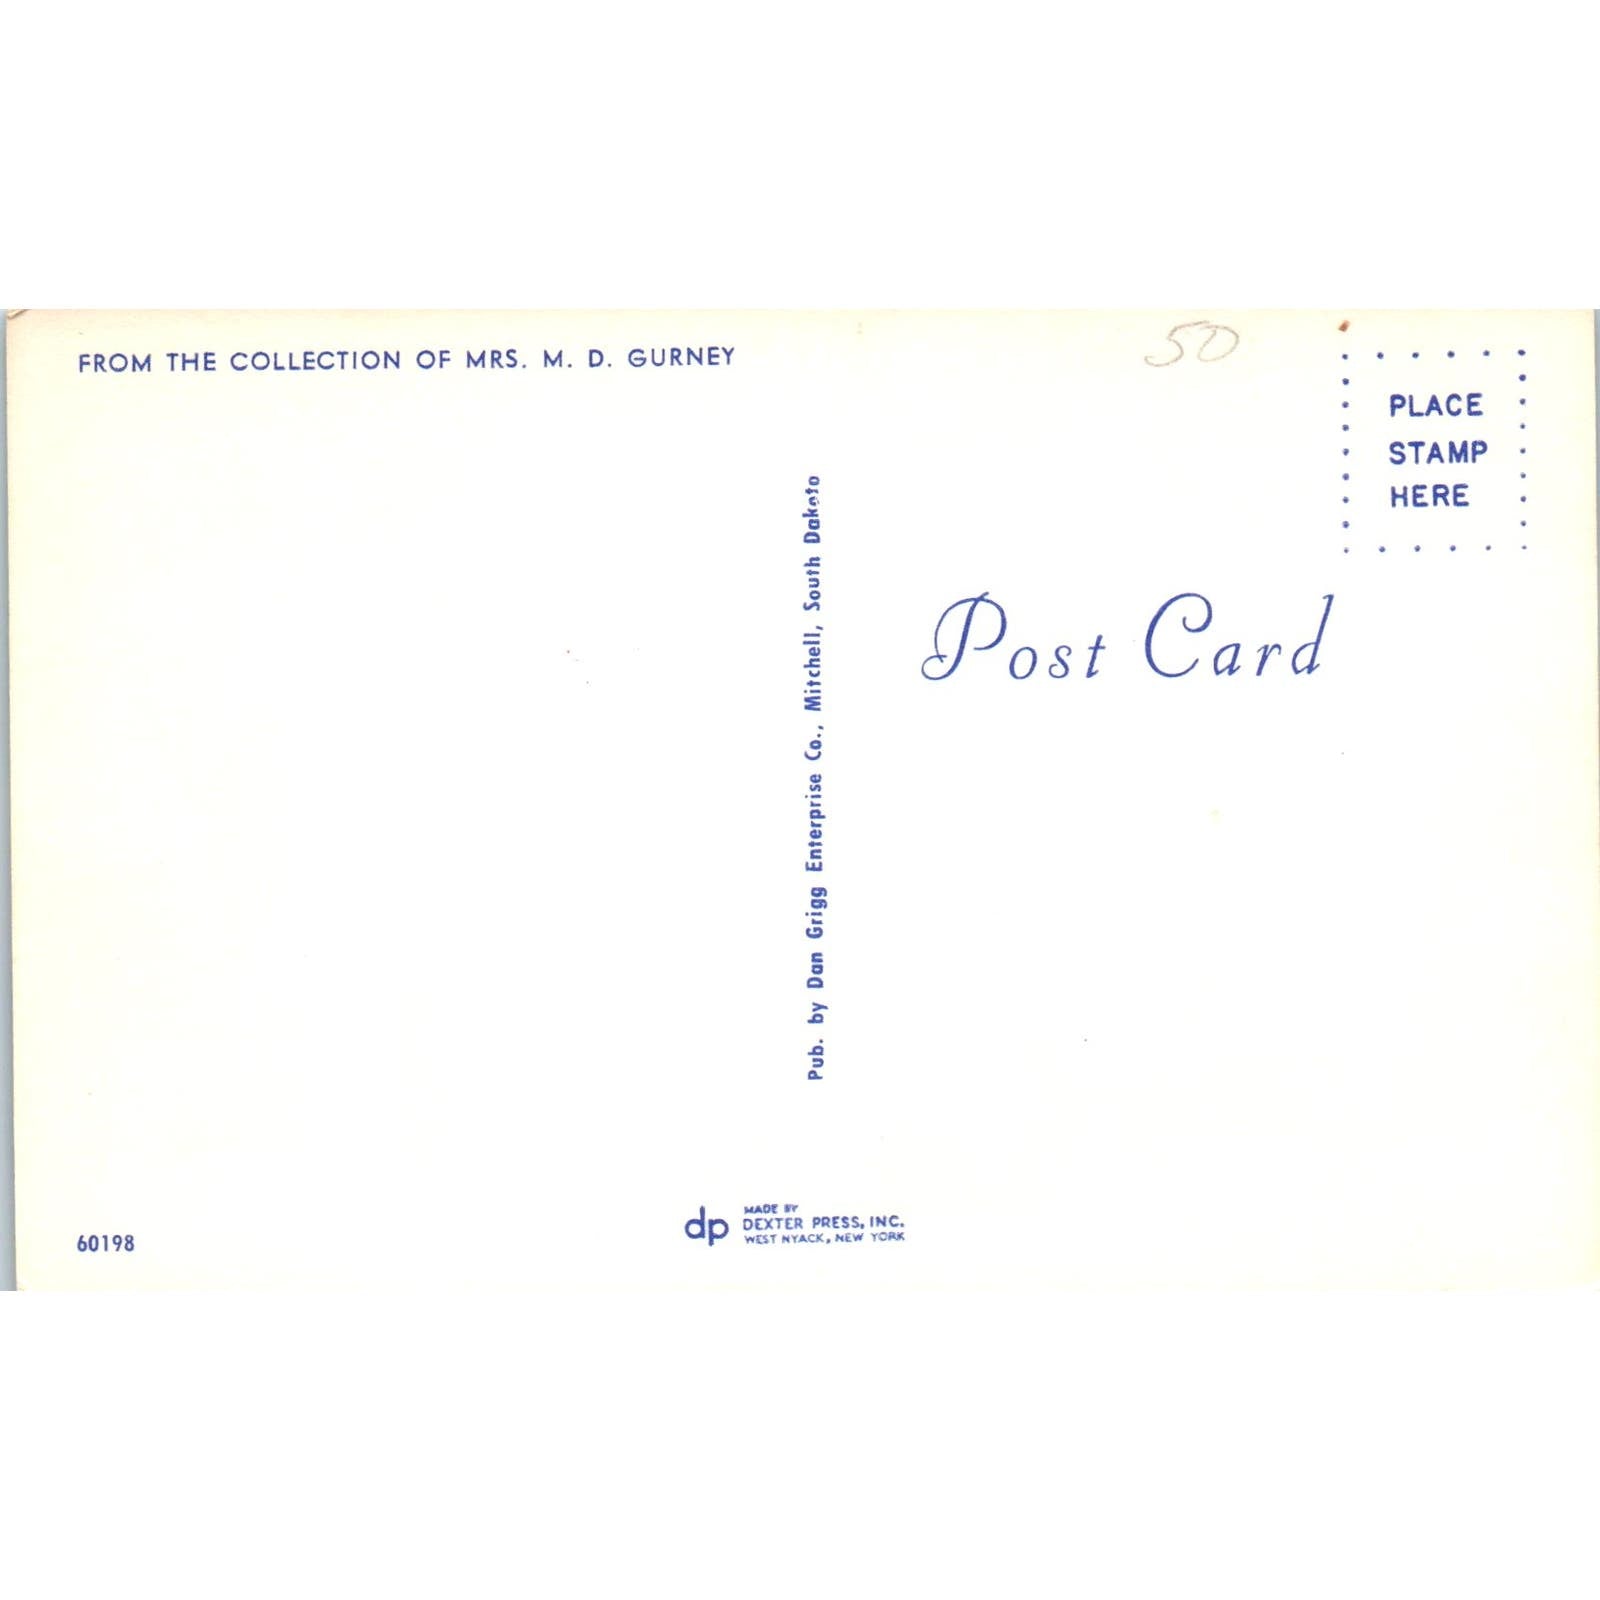 FROM THE COLLECTION OF MRS. M. D. GURNEY
50
PLACE
STAMP
HERE
Post Card
Pub. by Dan Grigg Enterprise Co., Mitchell, South Dakota
60198
dp
MADE BY
DEXTER PRESS, INC.
WEST NYACK, NEW YORK